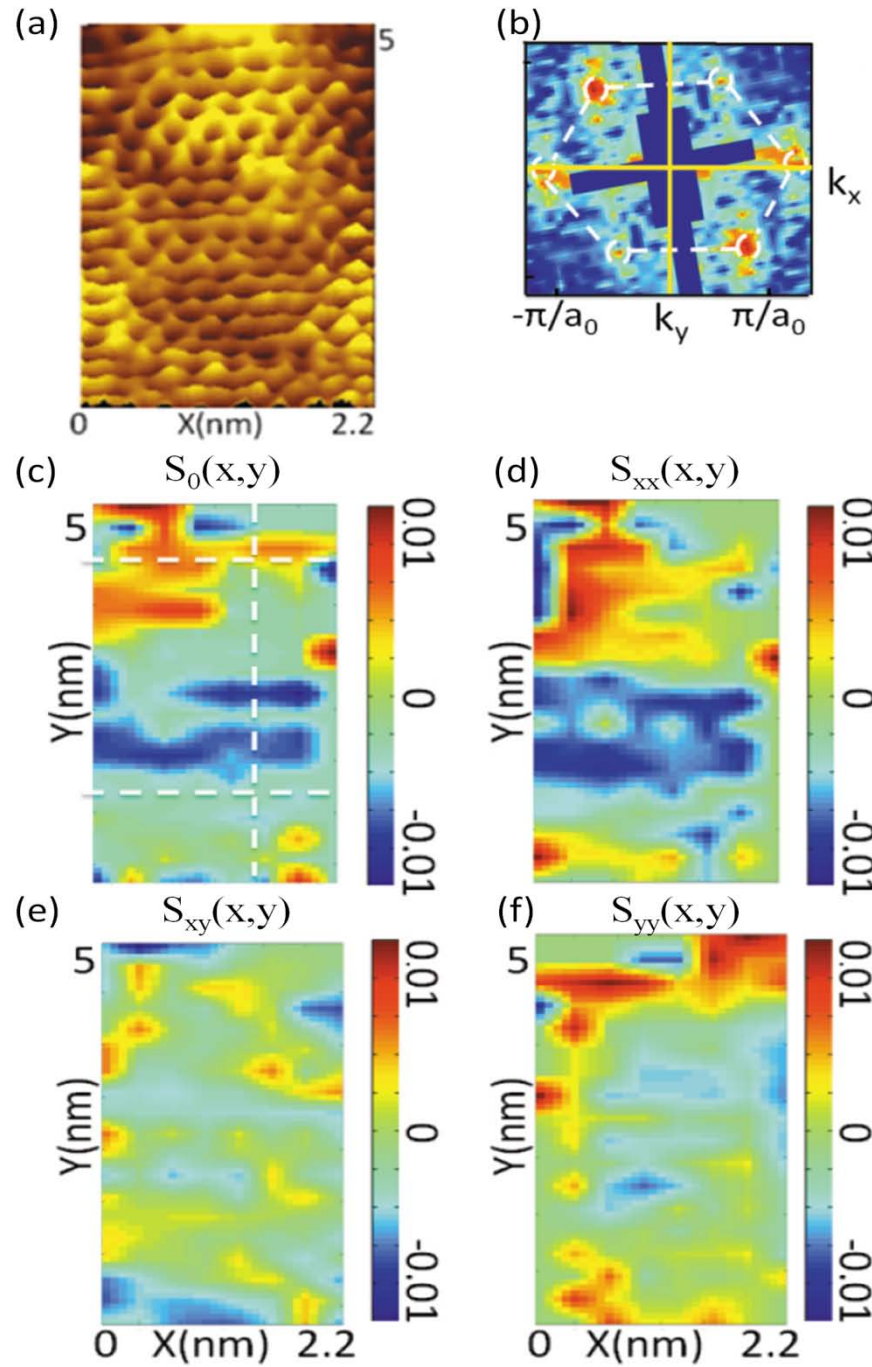 (a)
5
0 X(nm) 2.2
(b)
k_x
-π/a_0 k_y π/a_0
(c) S_0(x,y)
5
Y(nm)
0.01
0
-0.01
(d) S_xx(x,y)
5
Y(nm)
0.01
0
-0.01
(e) S_xy(x,y)
5
Y(nm)
0 X(nm) 2.2
0.01
0
-0.01
(f) S_yy(x,y)
5
Y(nm)
0 X(nm) 2.2
0.01
0
-0.01